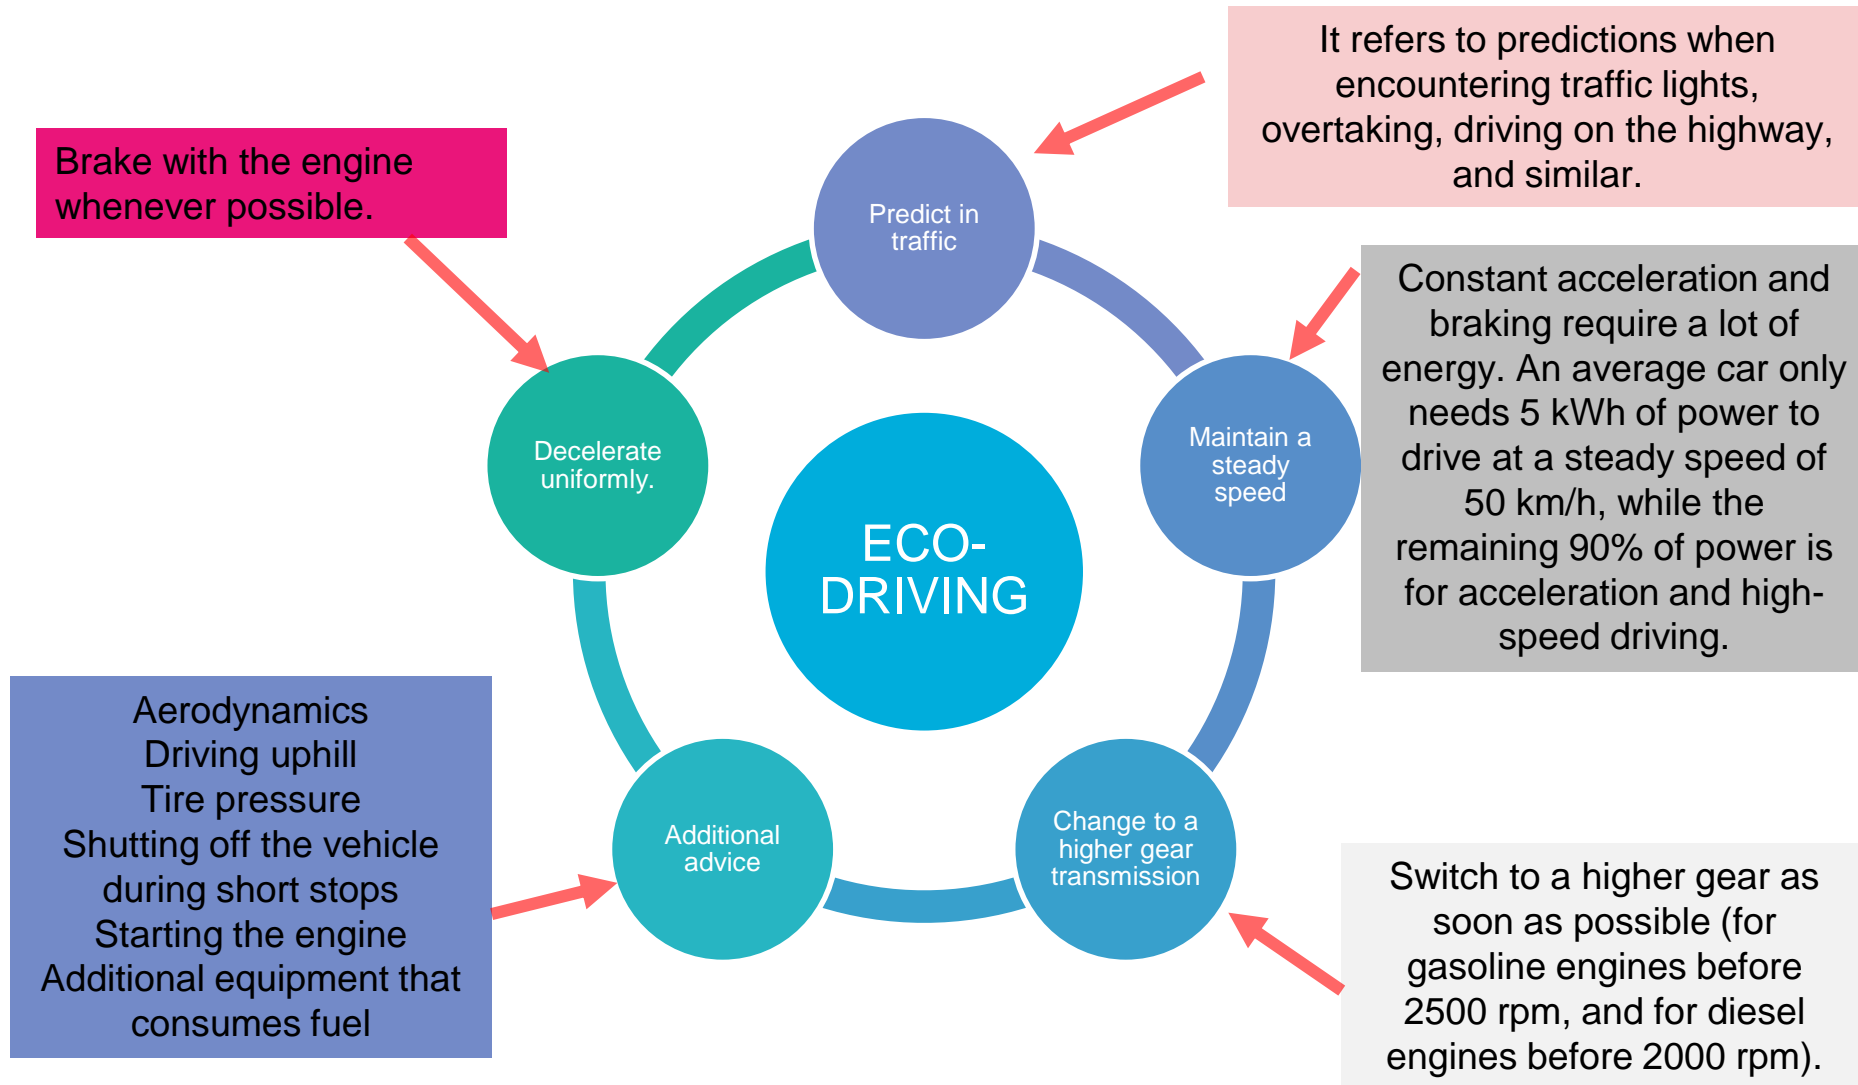 It refers to predictions when
encountering traffic lights,
overtaking, driving on the highway,
and similar.
Brake with the engine
whenever possible.
Predict in
traffic
Constant acceleration and
braking require a lot of
energy. An average car only
needs 5 kWh of power to
drive at a steady speed of
50 km/h, while the
remaining 90% of power is
for acceleration and high-
speed driving.
Decelerate
uniformly.
Maintain a
steady
speed
ECO-
DRIVING
Aerodynamics
Driving uphill
Tire pressure
Shutting off the vehicle
during short stops
Starting the engine
Additional equipment that
consumes fuel
Additional
advice
Change to a
higher gear
transmission
Switch to a higher gear as
soon as possible (for
gasoline engines before
2500 rpm, and for diesel
engines before 2000 rpm).